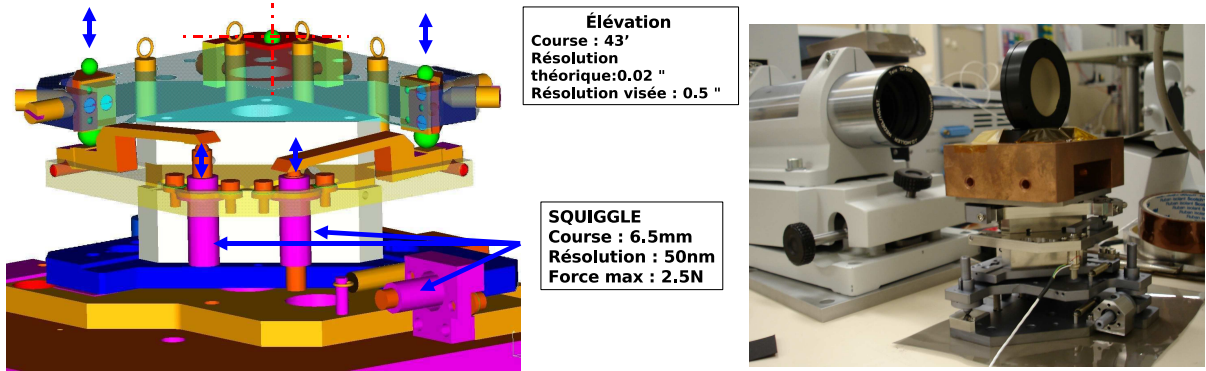 Élévation
Course : 43’
Résolution
théorique:0.02 "
Résolution visée : 0.5 "
SQUIGGLE
Course : 6.5mm
Résolution : 50nm
Force max : 2.5N